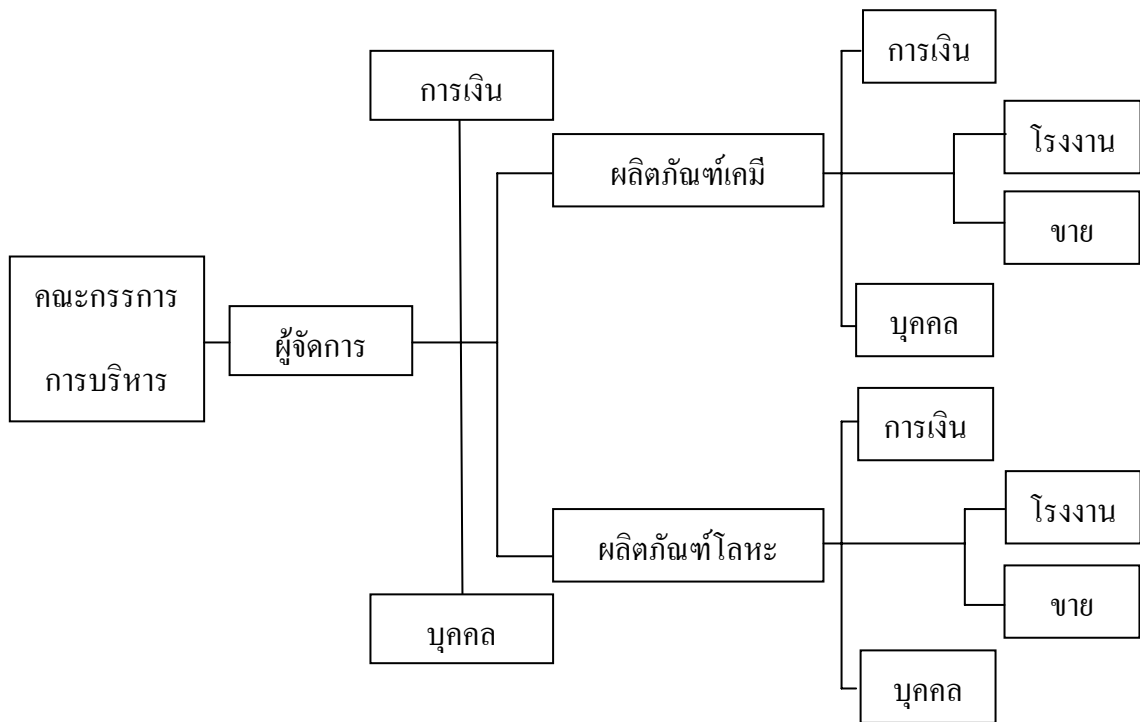 การเงิน
การเงิน
โรงงาน
ผลิตภัณฑ์เคมี
ขาย
คณะกรรการ
การบริหาร
ผู้จัดการ
บุคคล
การเงิน
โรงงาน
ผลิตภัณฑ์โลหะ
ขาย
บุคคล
บุคคล